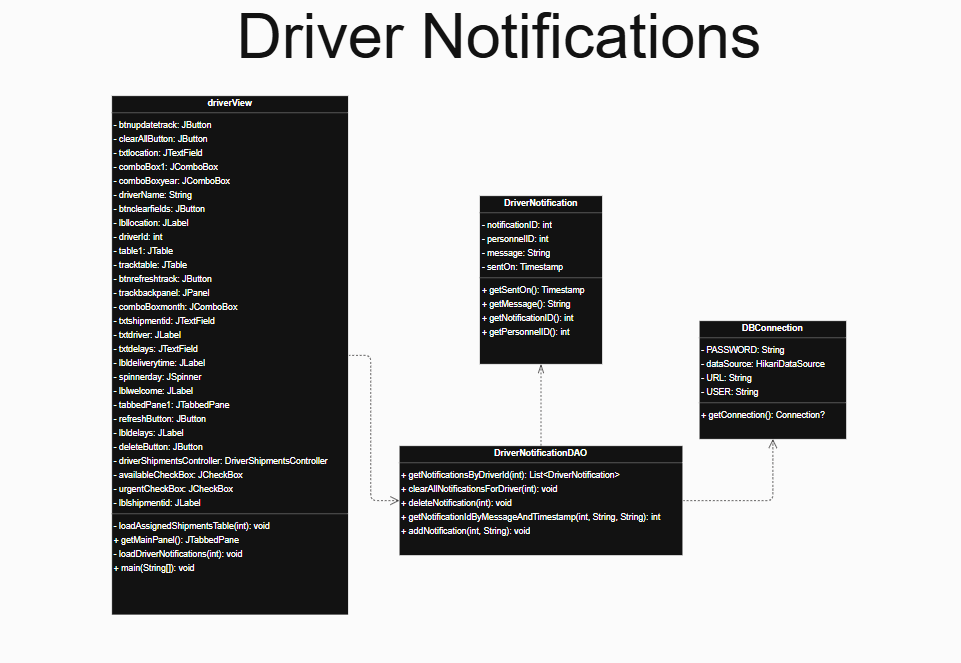 Driver Notifications
driverView
- btnupdatetrack: JButton
- clearAllButton: JButton
- txtlocation: JTextField
- comboBox1: JComboBox
- comboBoxyear: JComboBox
- driverName: String
- btnclearfields: JButton
- lbllocation: JLabel
- driverId: int
- table1: JTable
- tracktable: JTable
- btnrefreshtrack: JButton
- trackbackpanel: JPanel
- comboBoxmonth: JComboBox
- txtshipmentid: JTextField
- txtdriver: JLabel
- txtdelays: JTextField
- lbldeliverytime: JLabel
- spinnerday: JSpinner
- lblwelcome: JLabel
- tabbedPane1: JTabbedPane
- refreshButton: JButton
- lbldelays: JLabel
- deleteButton: JButton
- driverShipmentsController: DriverShipmentsController
- availableCheckBox: JCheckBox
- urgentCheckBox: JCheckBox
- lblshipmentid: JLabel
- loadAssignedShipmentsTable(int): void
+ getMainPanel(): JTabbedPane
- loadDriverNotifications(int): void
+ main(String[]): void
DriverNotification
- notificationID: int
- personnelID: int
- message: String
- sentOn: Timestamp
+ getSentOn(): Timestamp
+ getMessage(): String
+ getNotificationID(): int
+ getPersonnelID(): int
DBConnection
- PASSWORD: String
- dataSource: HikariDataSource
- URL: String
- USER: String
+ getConnection(): Connection?
DriverNotificationDAO
+ getNotificationsByDriverId(int): List<DriverNotification>
+ clearAllNotificationsForDriver(int): void
+ deleteNotification(int): void
+ getNotificationIdByMessageAndTimestamp(int, String, String): int
+ addNotification(int, String): void